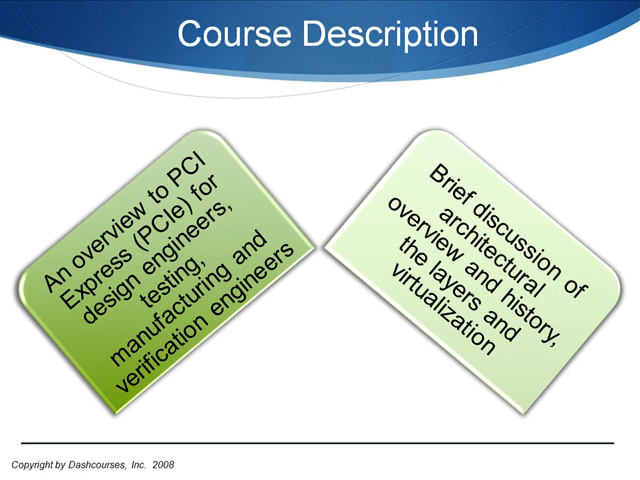 Course Description
An overview to PCI
Express (PCIe) for
design engineers,
testing,
manufacturing and
verification engineers
Brief discussion of
architectural
overview and history,
the layers and
virtualization
Copyright by Dashcourses, Inc.  2008